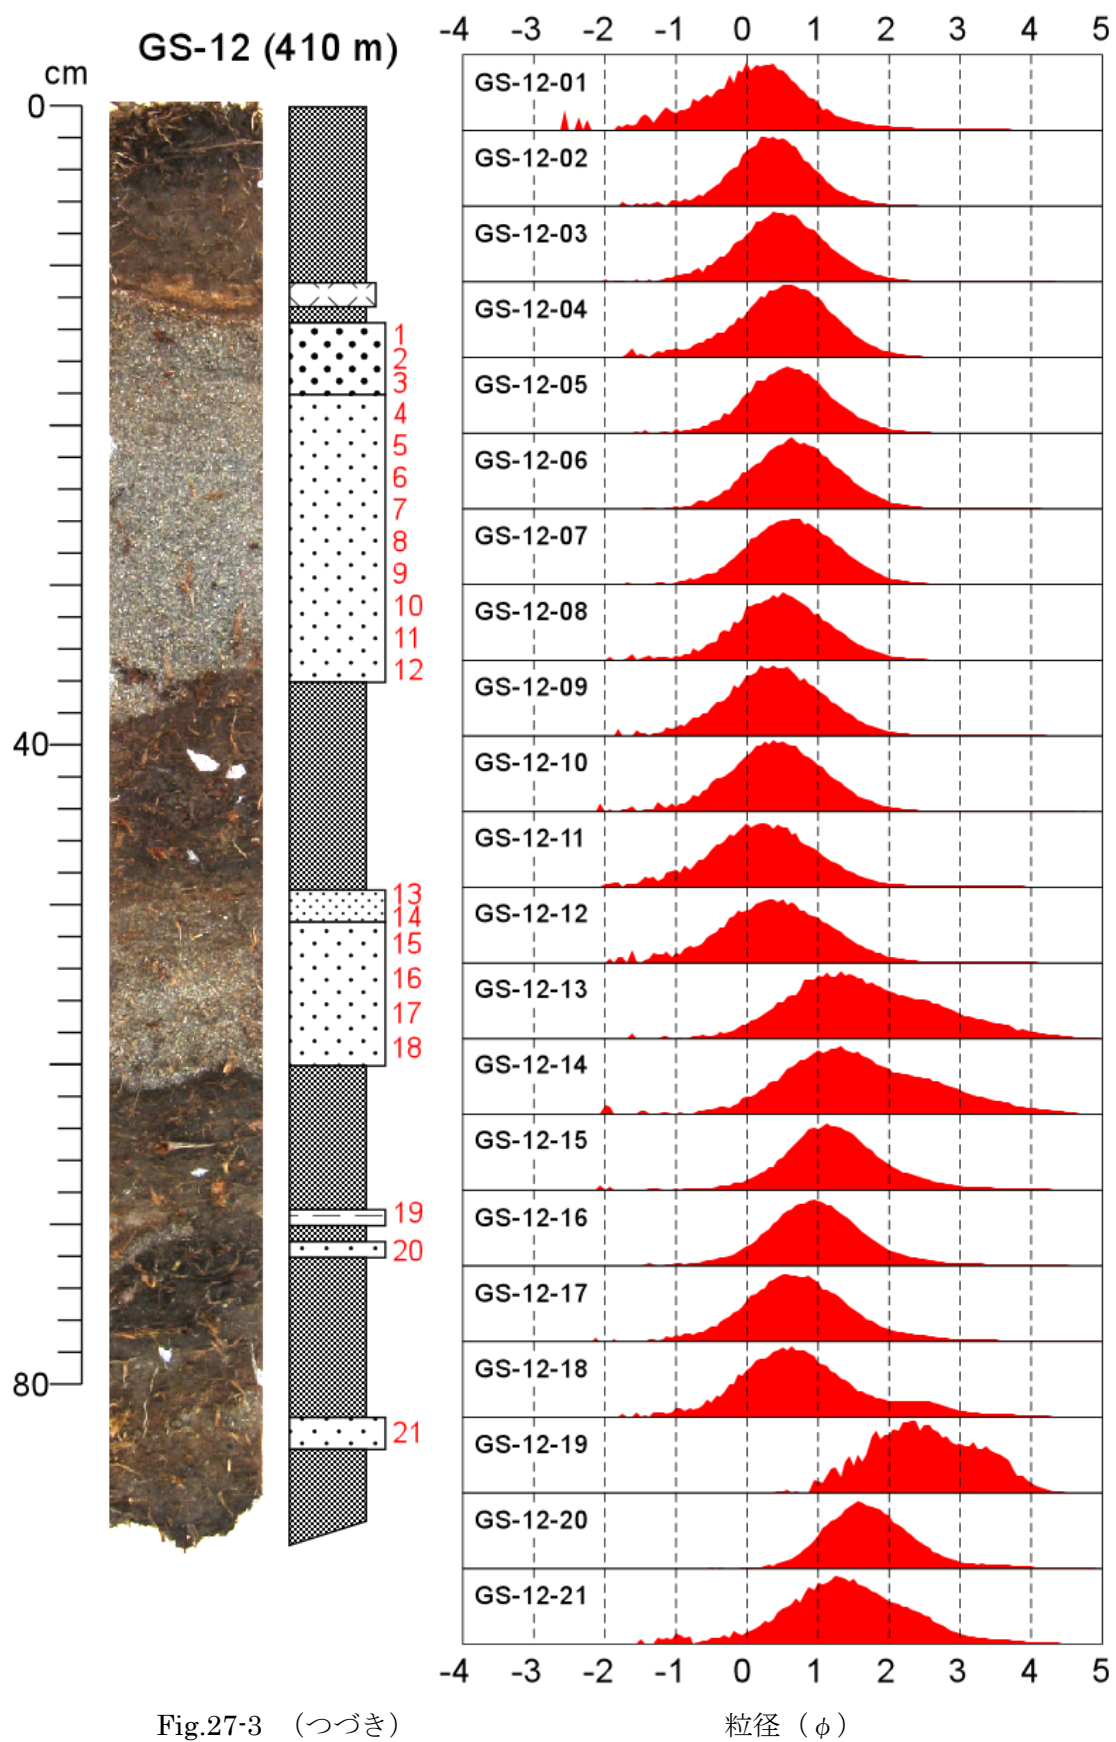 GS-12 (410 m)
cm
0
40
80
1
2
3
4
5
6
7
8
9
10
11
12
13
14
15
16
17
18
19
20
21
-4 -3 -2 -1 0 1 2 3 4 5
GS-12-01
GS-12-02
GS-12-03
GS-12-04
GS-12-05
GS-12-06
GS-12-07
GS-12-08
GS-12-09
GS-12-10
GS-12-11
GS-12-12
GS-12-13
GS-12-14
GS-12-15
GS-12-16
GS-12-17
GS-12-18
GS-12-19
GS-12-20
GS-12-21
-4 -3 -2 -1 0 1 2 3 4 5
Fig.27-3 （つづき）
粒径（φ）